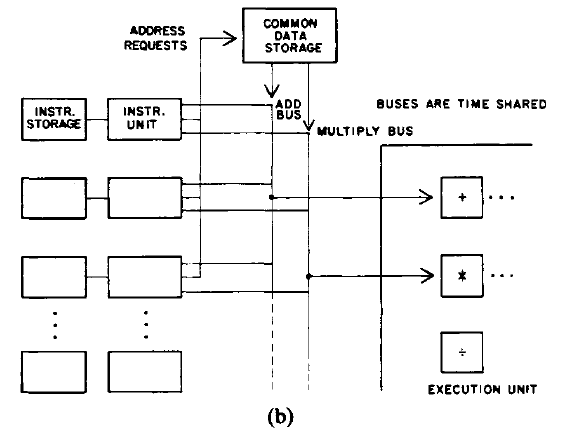 COMMON
DATA
STORAGE
ADDRESS
REQUESTS
INSTR.
STORAGE
INSTR.
UNIT
ADD
BUS
MULTIPLY BUS
BUSES ARE TIME SHARED
+
*
÷
EXECUTION UNIT
(b)